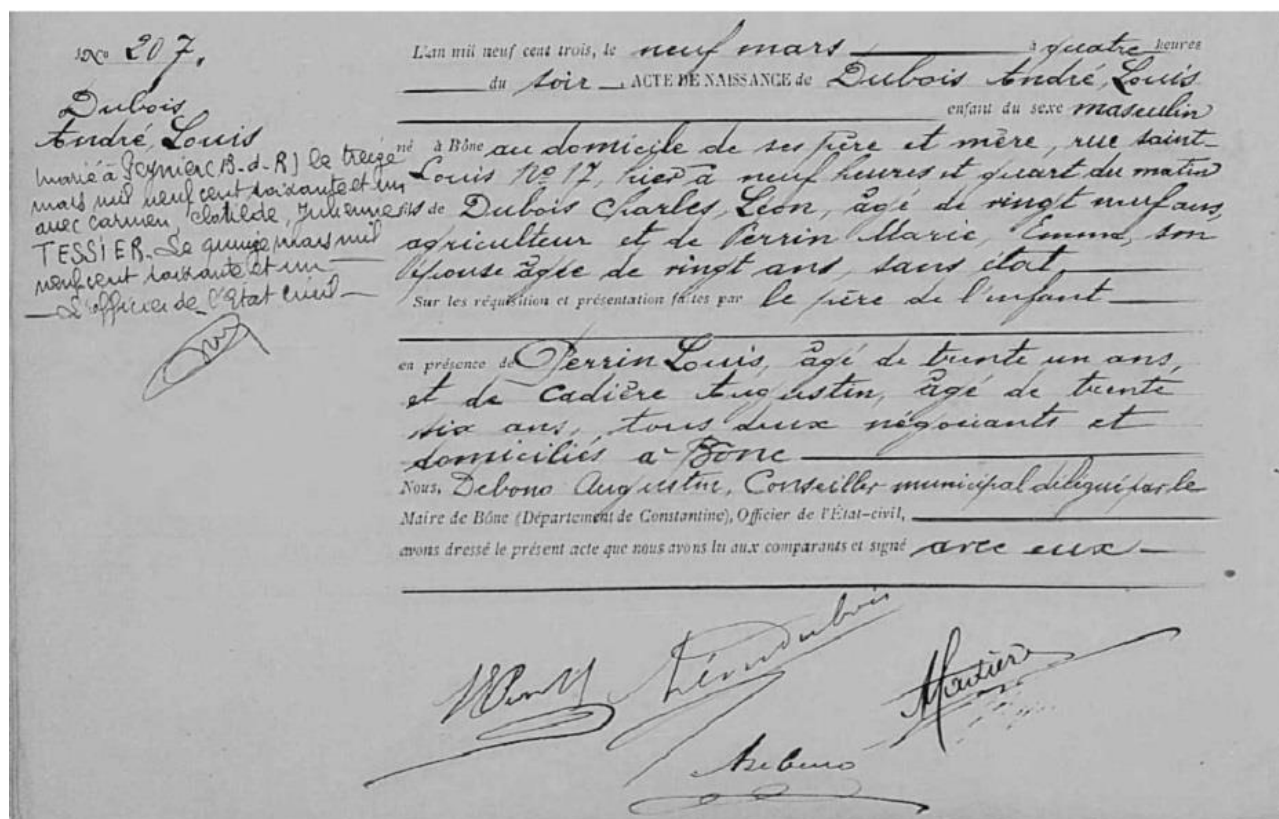 No 207.
Dubois
André, Louis
marié à Peynier (B-d-R) le treize
mars mil neuf cent soixante et un
avec Carmen, Clotilde, Julienne
TESSIER. Le quinze mars mil
neuf cent soixante et un
L'officier de l'Etat Civil
L'an mil neuf cent trois, le neuf mars à quatre heures
du soir, ACTE DE NAISSANCE de Dubois André, Louis
enfant du sexe masculin
né à Bône au domicile de ses père et mère, rue saint-
Louis No 17, hier à neuf heures et quart du matin
fils de Dubois Charles, Léon, âgé de vingt neuf ans,
agriculteur et de Perrin Marie, Emma, son
épouse âgée de vingt ans, sans état
Sur les réquisition et présentation faites par le père de l'enfant
en présence de Perrin Louis, âgé de trente un ans,
et de Cadière Augustin, âgé de trente
six ans, tous deux négociants et
domiciliés à Bône
Nous, Debono Augustin, Conseiller municipal délégué par le
Maire de Bône (Département de Constantine), Officier de l'État-civil,
avons dressé le présent acte que nous avons lu aux comparants et signé avec eux
Léon Dubois
ADebono